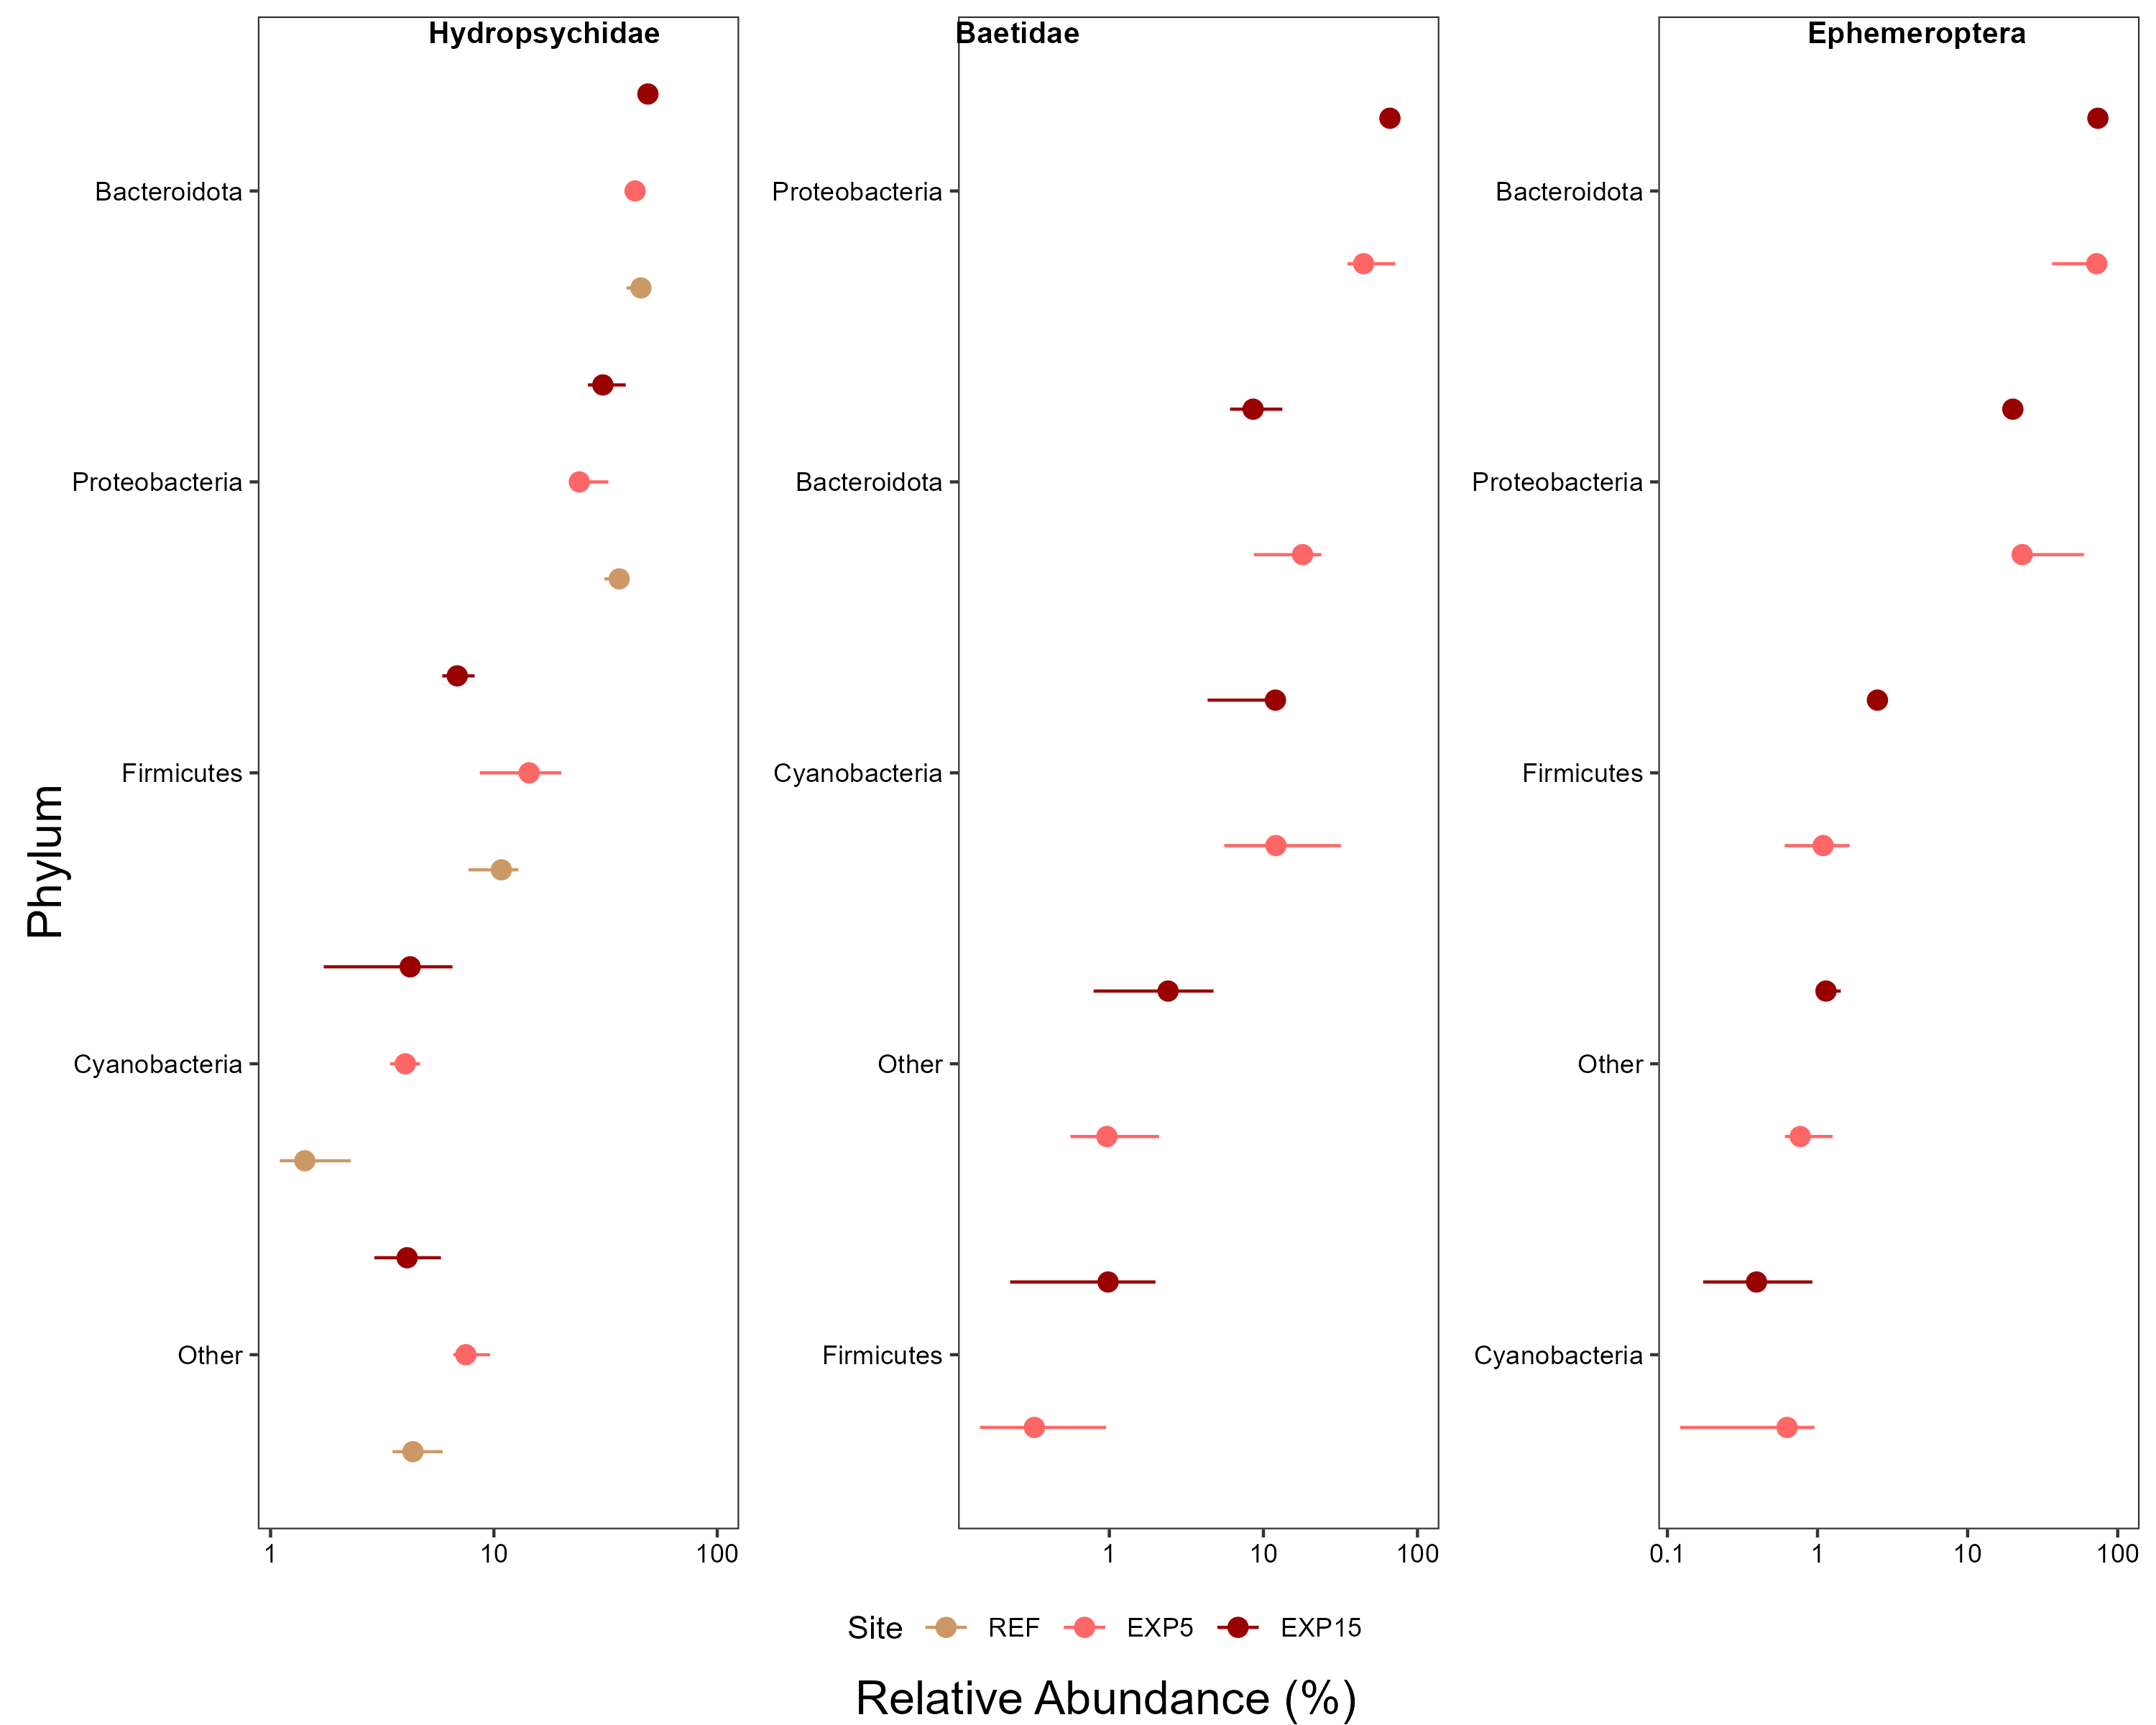 Hydropsychidae
Baetidae
Ephemeroptera
Phylum
Bacteroidota
Proteobacteria
Firmicutes
Cyanobacteria
Other
1 10 100
Proteobacteria
Bacteroidota
Cyanobacteria
Other
Firmicutes
1 10 100
Bacteroidota
Proteobacteria
Firmicutes
Other
Cyanobacteria
0.1 1 10 100
Site REF EXP5 EXP15
Relative Abundance (%)